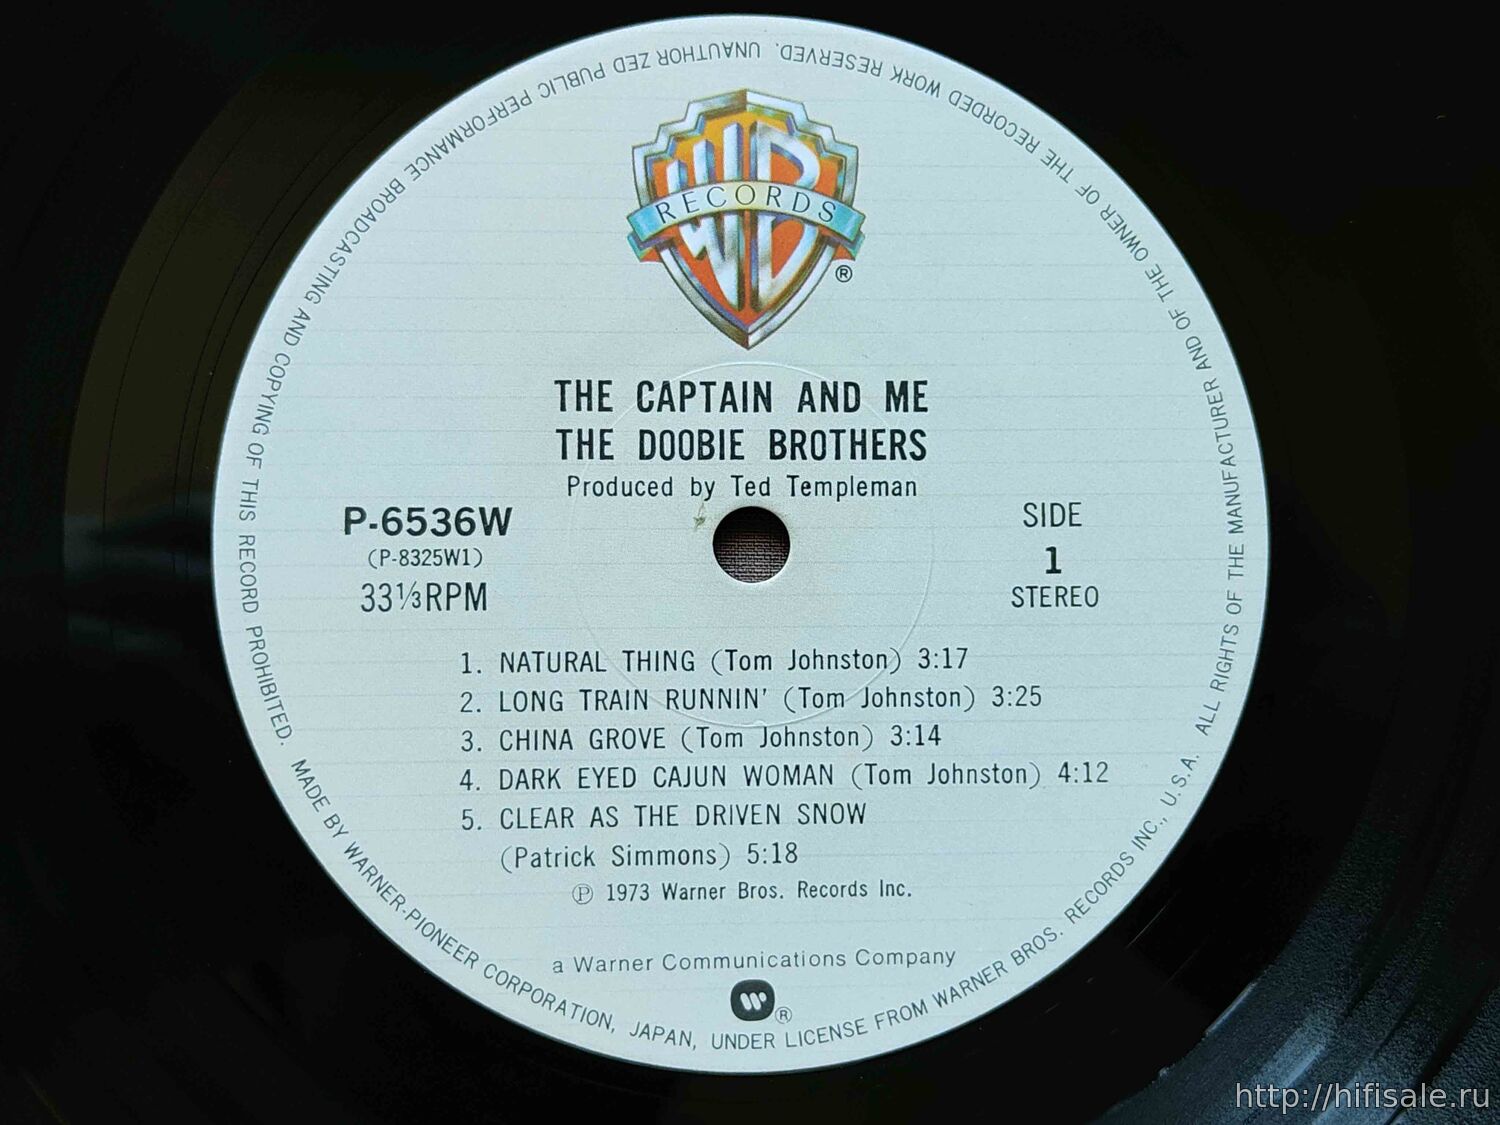 WB
RECORDS
®
THE CAPTAIN AND ME
THE DOOBIE BROTHERS
Produced by Ted Templeman
P-6536W
(P-8325W1)
33⅓RPM
SIDE
1
STEREO
1. NATURAL THING (Tom Johnston) 3:17
2. LONG TRAIN RUNNIN' (Tom Johnston) 3:25
3. CHINA GROVE (Tom Johnston) 3:14
4. DARK EYED CAJUN WOMAN (Tom Johnston) 4:12
5. CLEAR AS THE DRIVEN SNOW
(Patrick Simmons) 5:18
Ⓟ 1973 Warner Bros. Records Inc.
a Warner Communications Company
®
MADE BY WARNER-PIONEER CORPORATION, JAPAN, UNDER LICENSE FROM WARNER BROS. RECORDS INC., U.S.A. ALL RIGHTS OF THE MANUFACTURER AND OF THE OWNER OF THE RECORDED WORK RESERVED. UNAUTHOR ZED PUBLIC PERFORMANCE BROADCASTING AND COPYING OF THIS RECORD PROHIBITED.
http://hifisale.ru